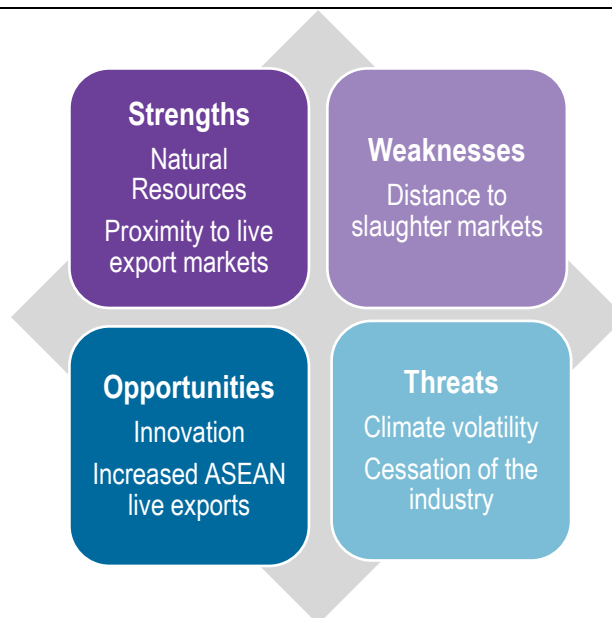 Strengths
Natural
Resources
Proximity to live
export markets
Weaknesses
Distance to
slaughter markets
Opportunities
Innovation
Increased ASEAN
live exports
Threats
Climate volatility
Cessation of the
industry